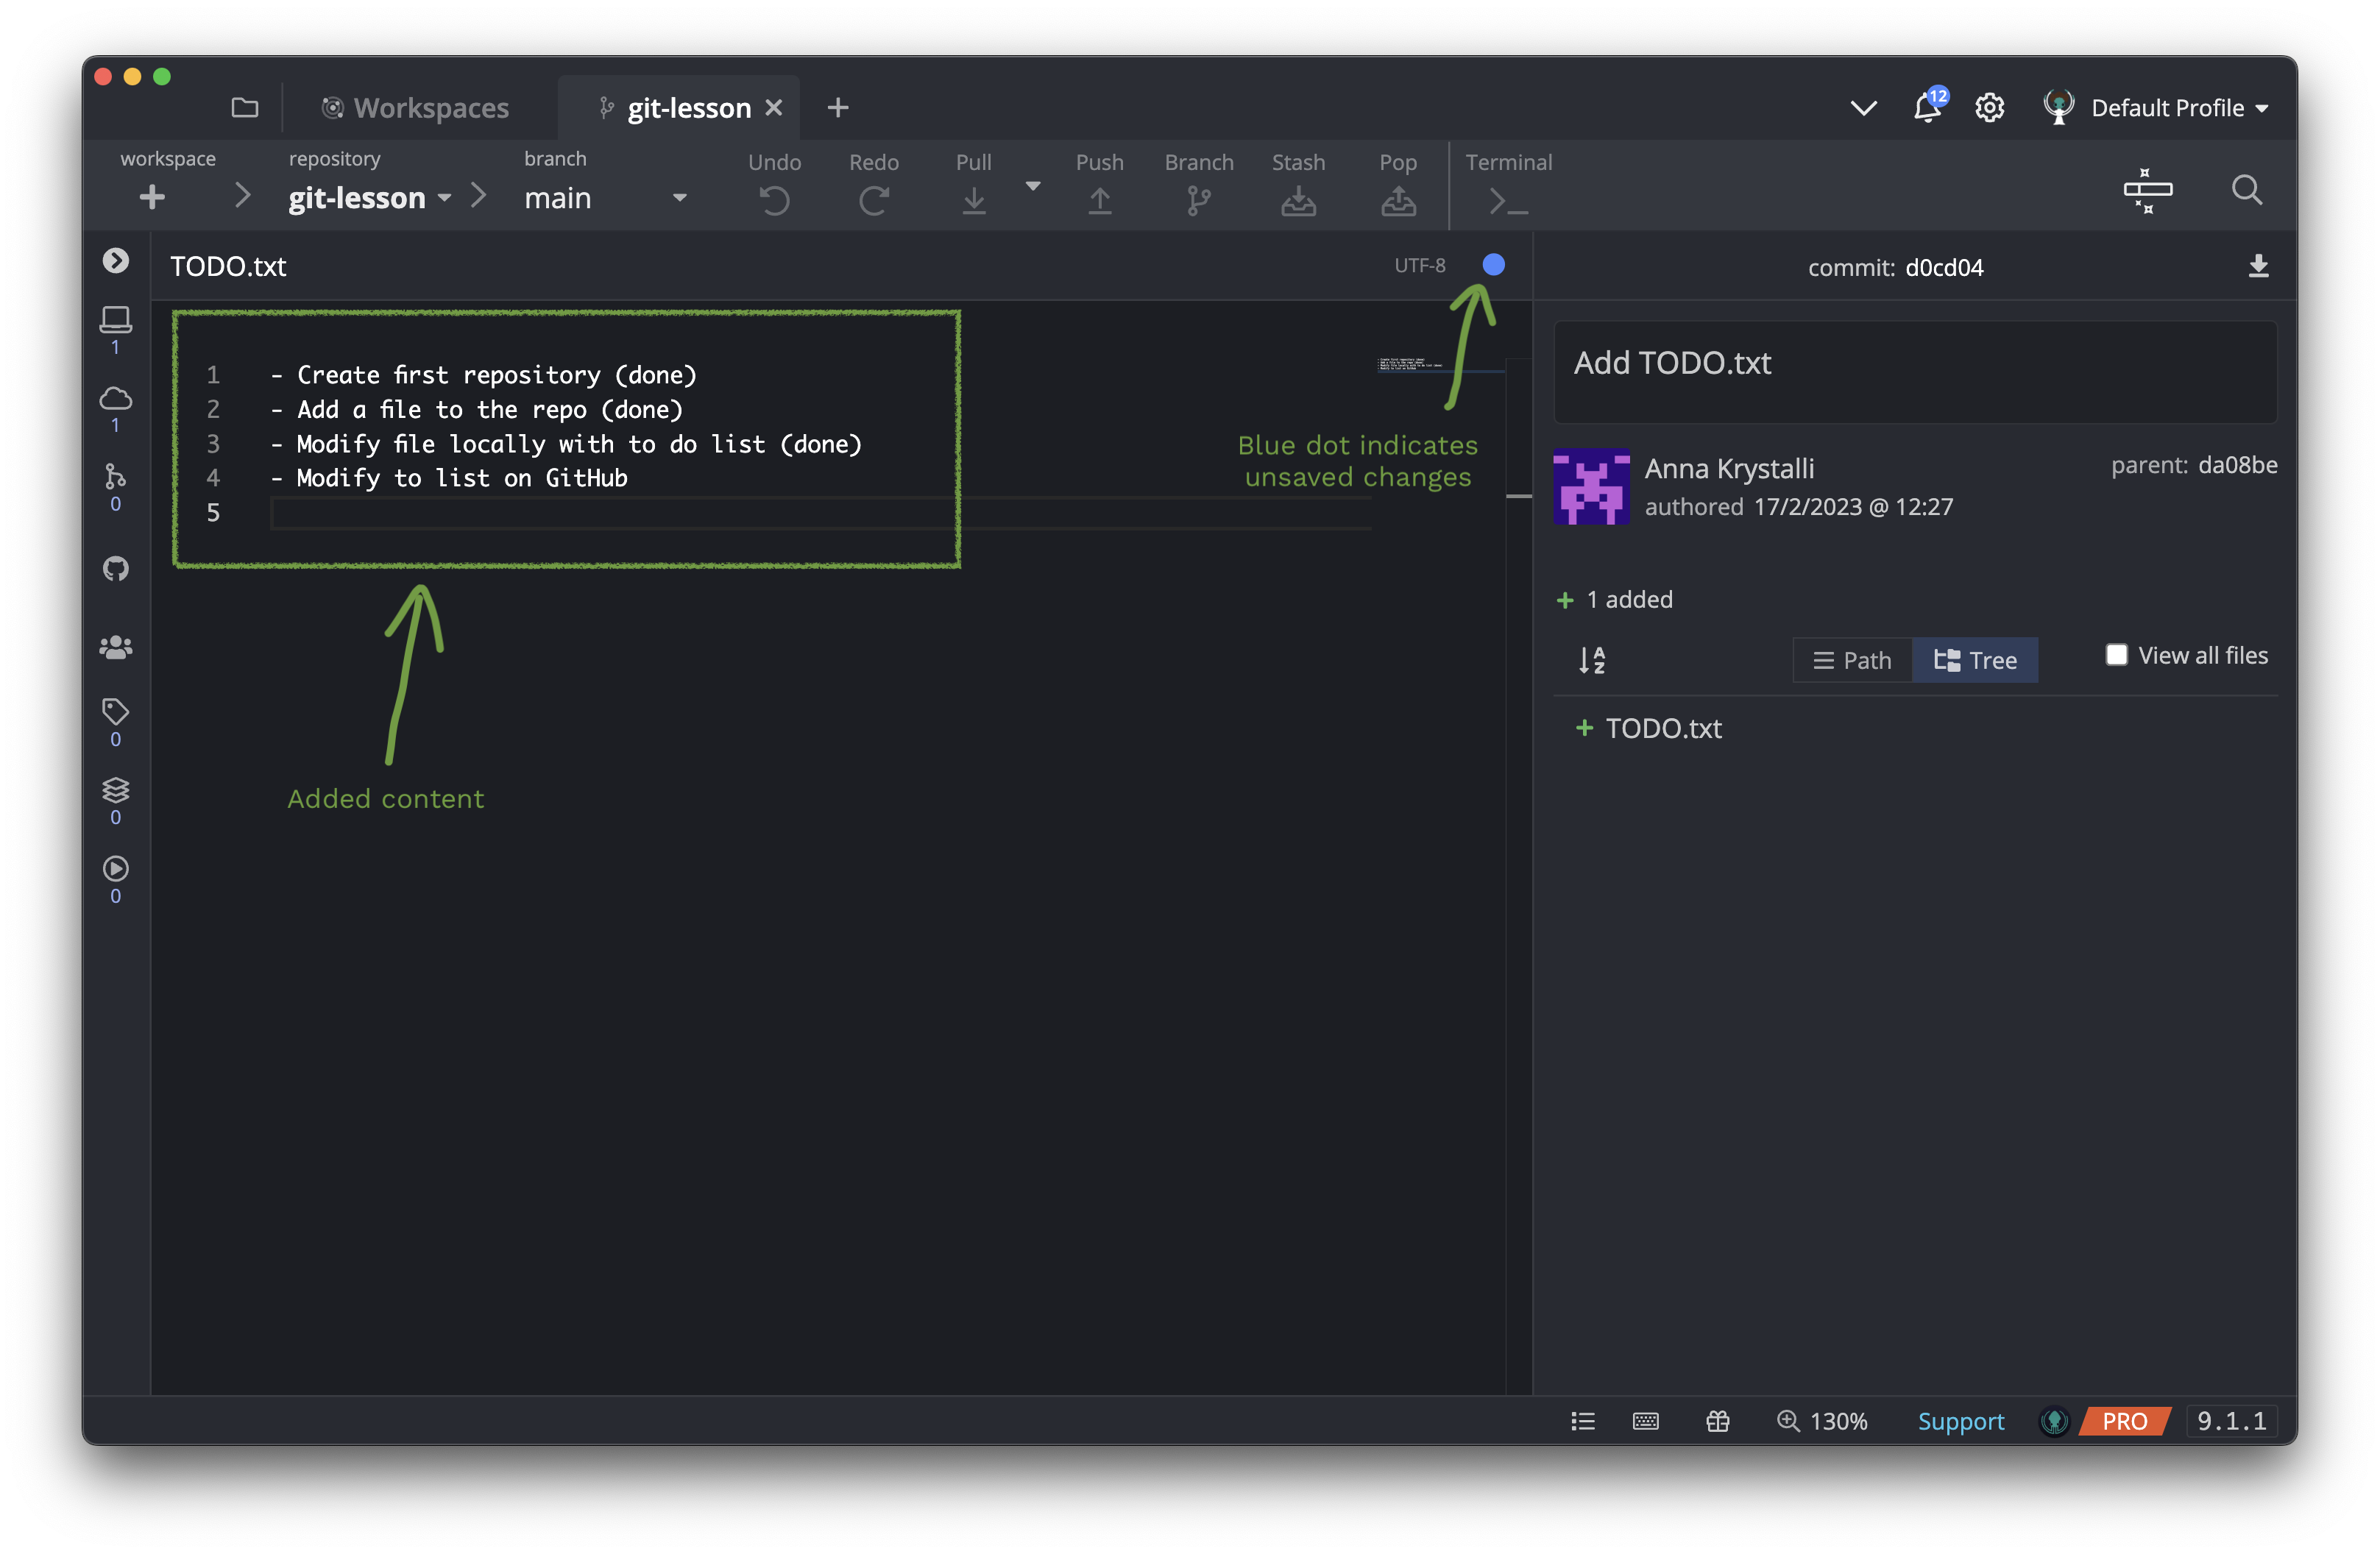 Workspaces
git-lesson
12
Default Profile
workspace
repository
branch
git-lesson
main
Undo
Redo
Pull
Push
Branch
Stash
Pop
Terminal
TODO.txt
UTF-8
commit: d0cd04
1
1
0
0
0
0
1 - Create first repository (done)
2 - Add a file to the repo (done)
3 - Modify file locally with to do list (done)
4 - Modify to list on GitHub
5
Blue dot indicates
unsaved changes
Added content
Add TODO.txt
Anna Krystalli
parent: da08be
authored 17/2/2023 @ 12:27
1 added
A
Z
Path
Tree
View all files
TODO.txt
130%
Support
PRO
9.1.1